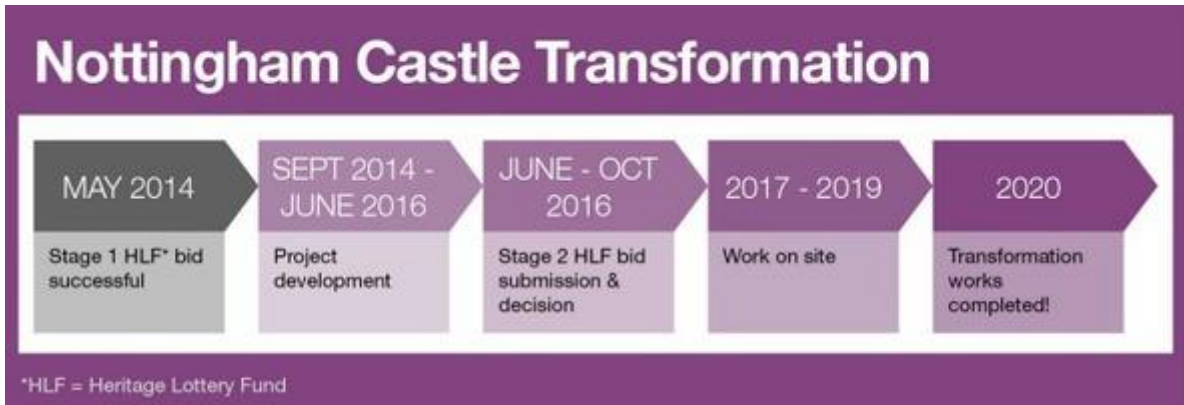 Nottingham Castle Transformation
MAY 2014
Stage 1 HLF* bid
successful
SEPT 2014 -
JUNE 2016
Project
development
JUNE - OCT
2016
Stage 2 HLF bid
submission &
decision
2017 - 2019
Work on site
2020
Transformation
works
completed!
*HLF = Heritage Lottery Fund